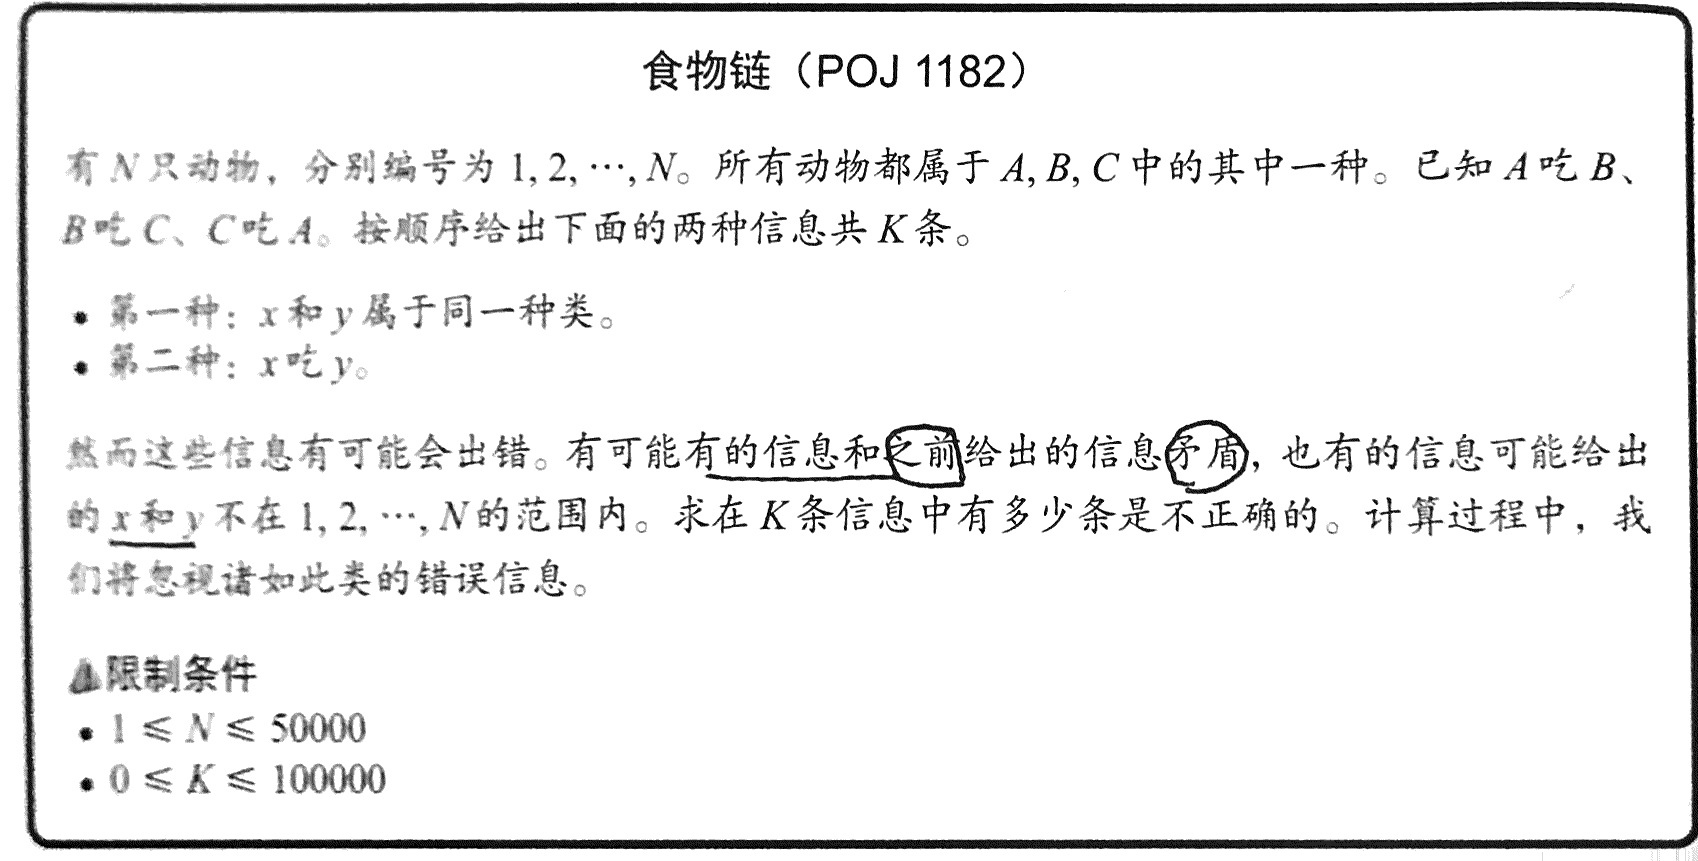 食物链（POJ 1182）
有 N 只动物，分别编号为 1, 2, …, N。所有动物都属于 A, B, C 中的其中一种。已知 A 吃 B、
B 吃 C、C 吃 A。按顺序给出下面的两种信息共 K 条。
• 第一种：x 和 y 属于同一种类。
• 第二种：x 吃 y。
然而这些信息有可能会出错。有可能有的信息和之前给出的信息矛盾，也有的信息可能给出
的 x 和 y 不在 1, 2, …, N 的范围内。求在 K 条信息中有多少条是不正确的。计算过程中，我
们将忽视诸如此类的错误信息。
限制条件
• 1 ≤ N ≤ 50000
• 0 ≤ K ≤ 100000